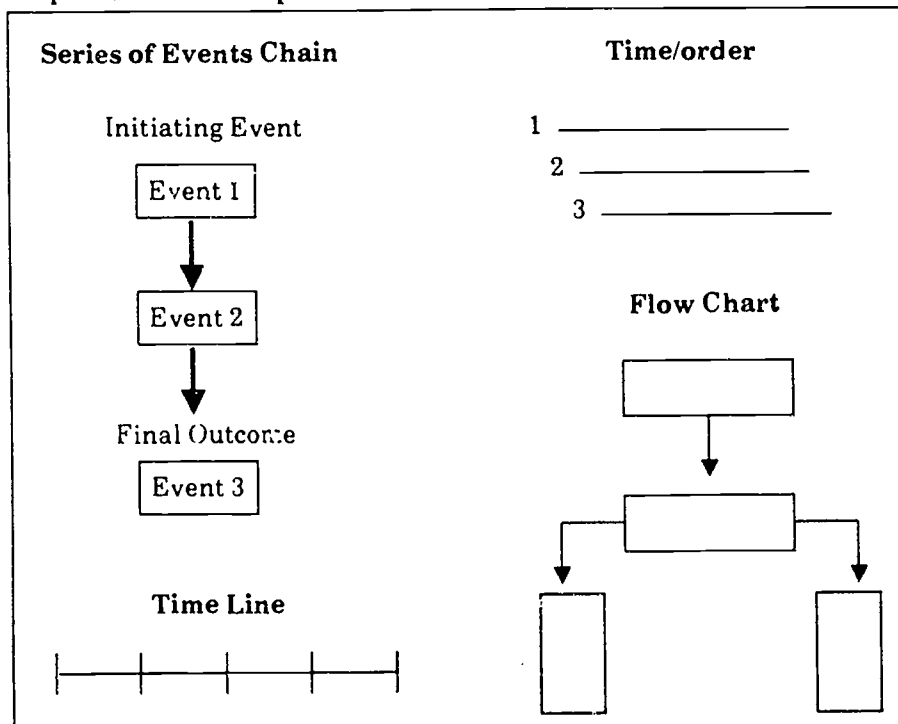 Series of Events Chain
Initiating Event
Event 1
Event 2
Final Outcome
Event 3
Time Line
Time/order
1
2
3
Flow Chart